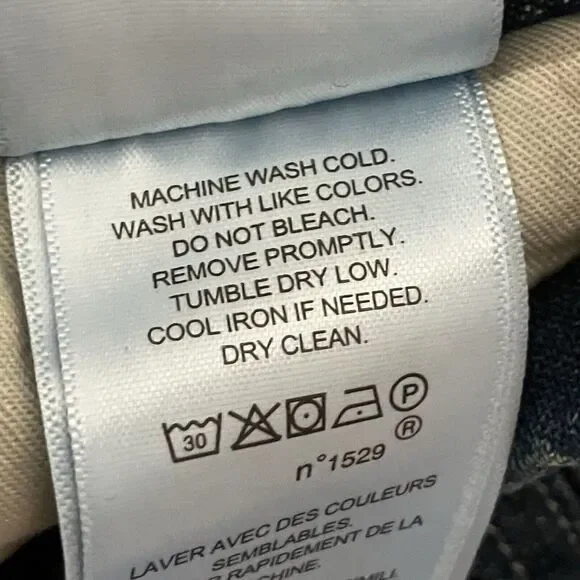 MACHINE WASH COLD.
WASH WITH LIKE COLORS.
DO NOT BLEACH.
REMOVE PROMPTLY.
TUMBLE DRY LOW.
COOL IRON IF NEEDED.
DRY CLEAN.
30 P
®
n°1529
LAVER AVEC DES COULEURS
SEMBLABLES.
RAPIDEMENT DE LA